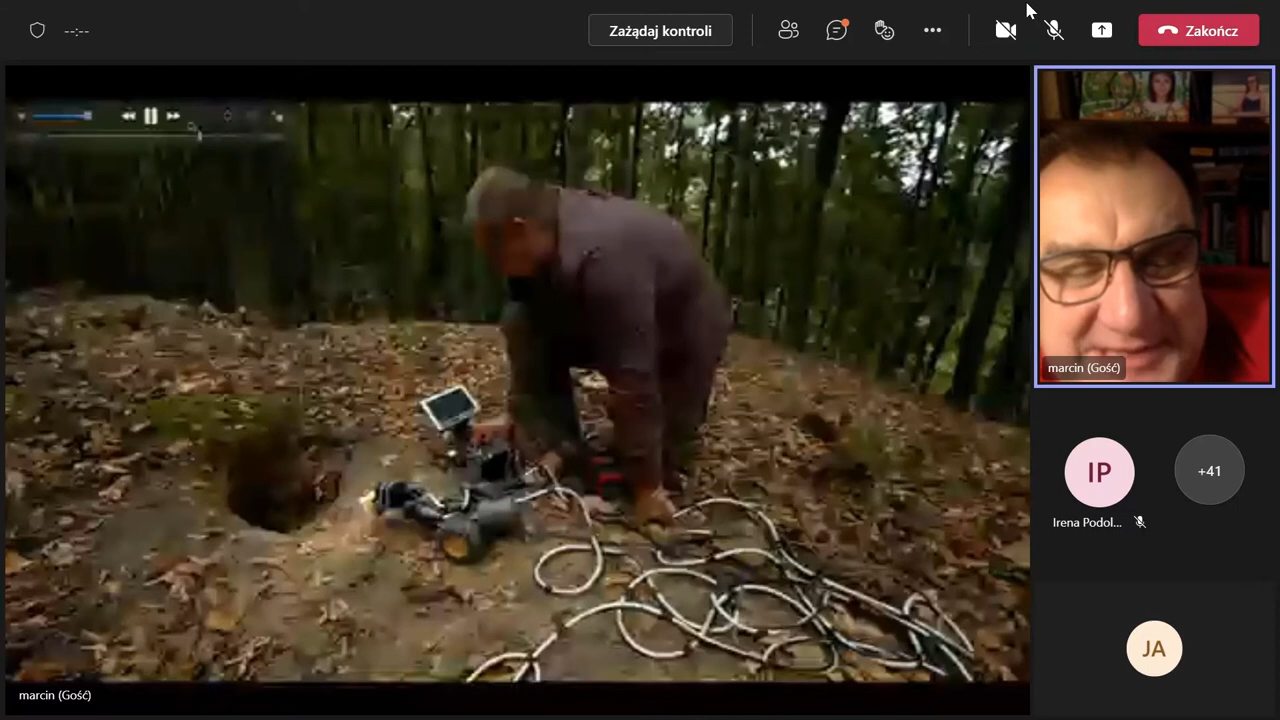 --:--
Zażądaj kontroli
Zakończ
marcin (Gość)
IP
+41
Irena Podol...
JA
marcin (Gość)